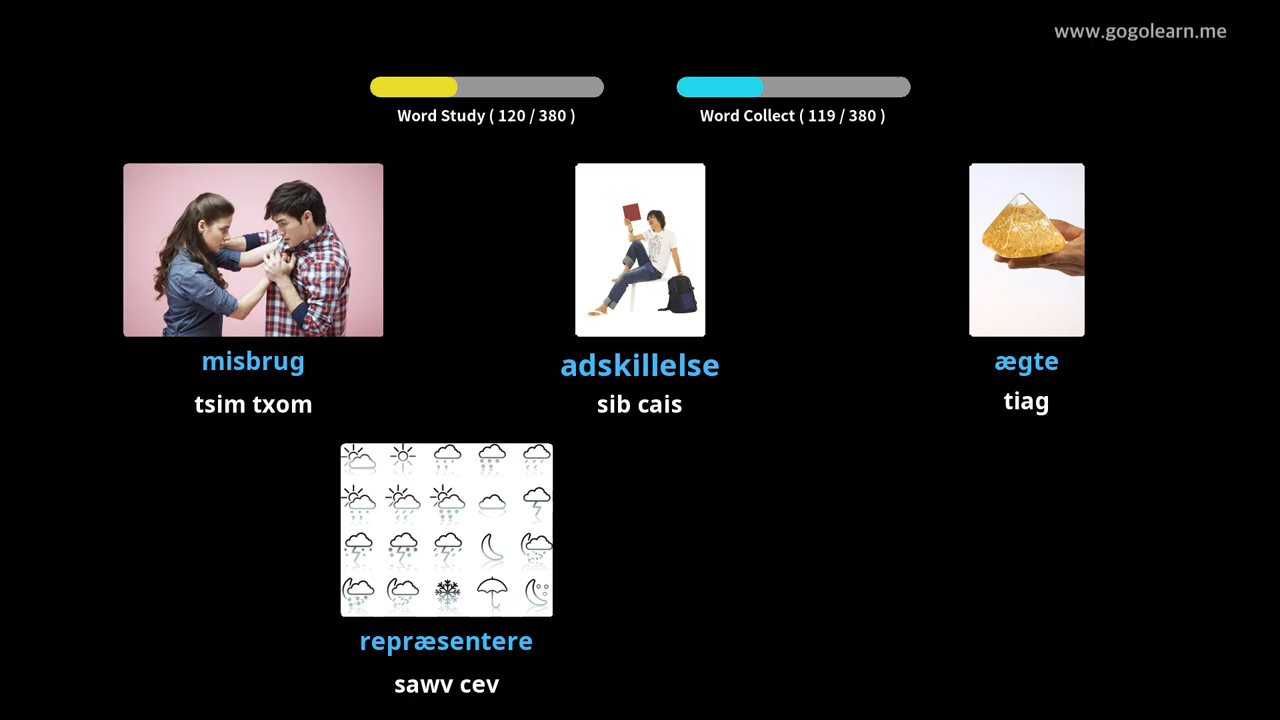 www.gogolearn.me
Word Study ( 120 / 380 )
Word Collect ( 119 / 380 )
misbrug
adskillelse
ægte
tsim txom
sib cais
tiag
repræsentere
sawv cev